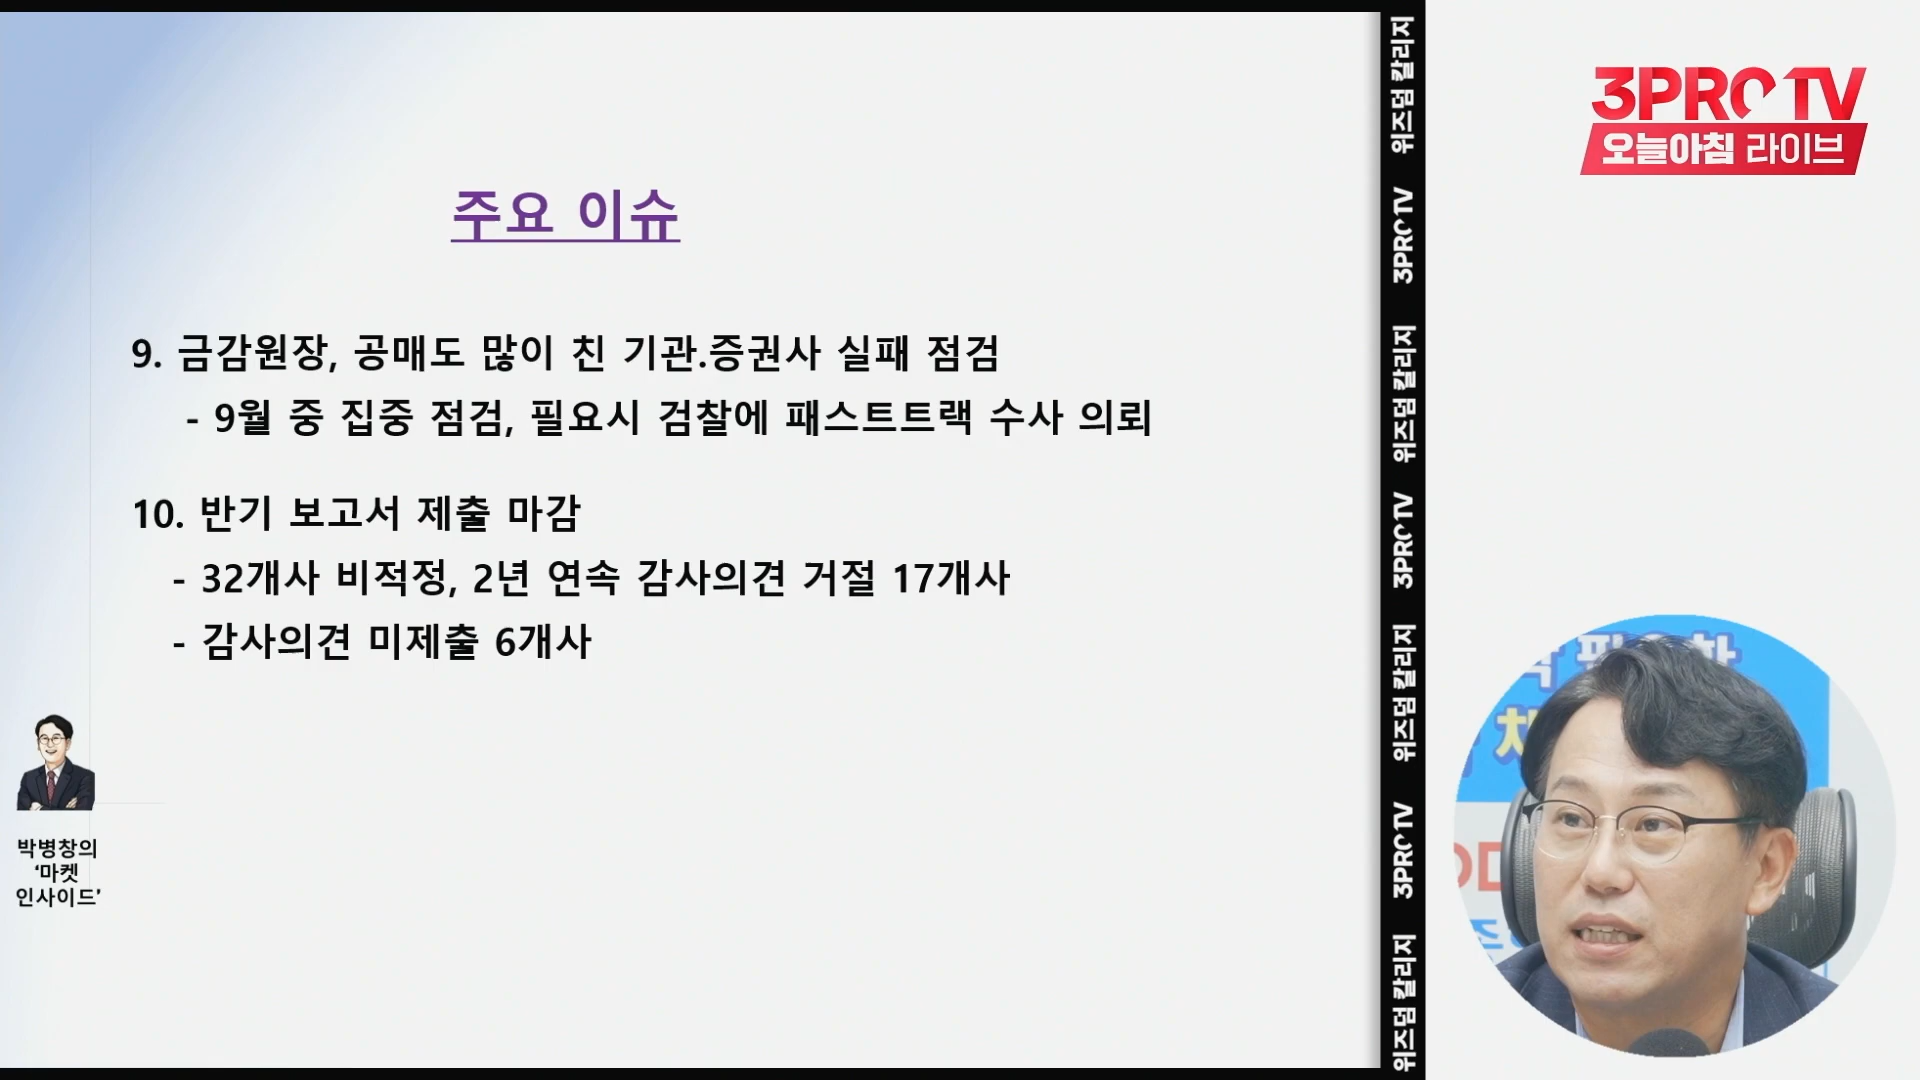 주요 이슈
9. 금감원장, 공매도 많이 친 기관.증권사 실패 점검
- 9월 중 집중 점검, 필요시 검찰에 패스트트랙 수사 의뢰
10. 반기 보고서 제출 마감
- 32개사 비적정, 2년 연속 감사의견 거절 17개사
- 감사의견 미제출 6개사
박병창의
‘마켓
인사이드’
위즈덤 칼리지
3PRO TV
위즈덤 칼리지
3PRO TV
위즈덤 칼리지
3PRO TV
위즈덤 칼리지
3PRO TV
오늘아침 라이브